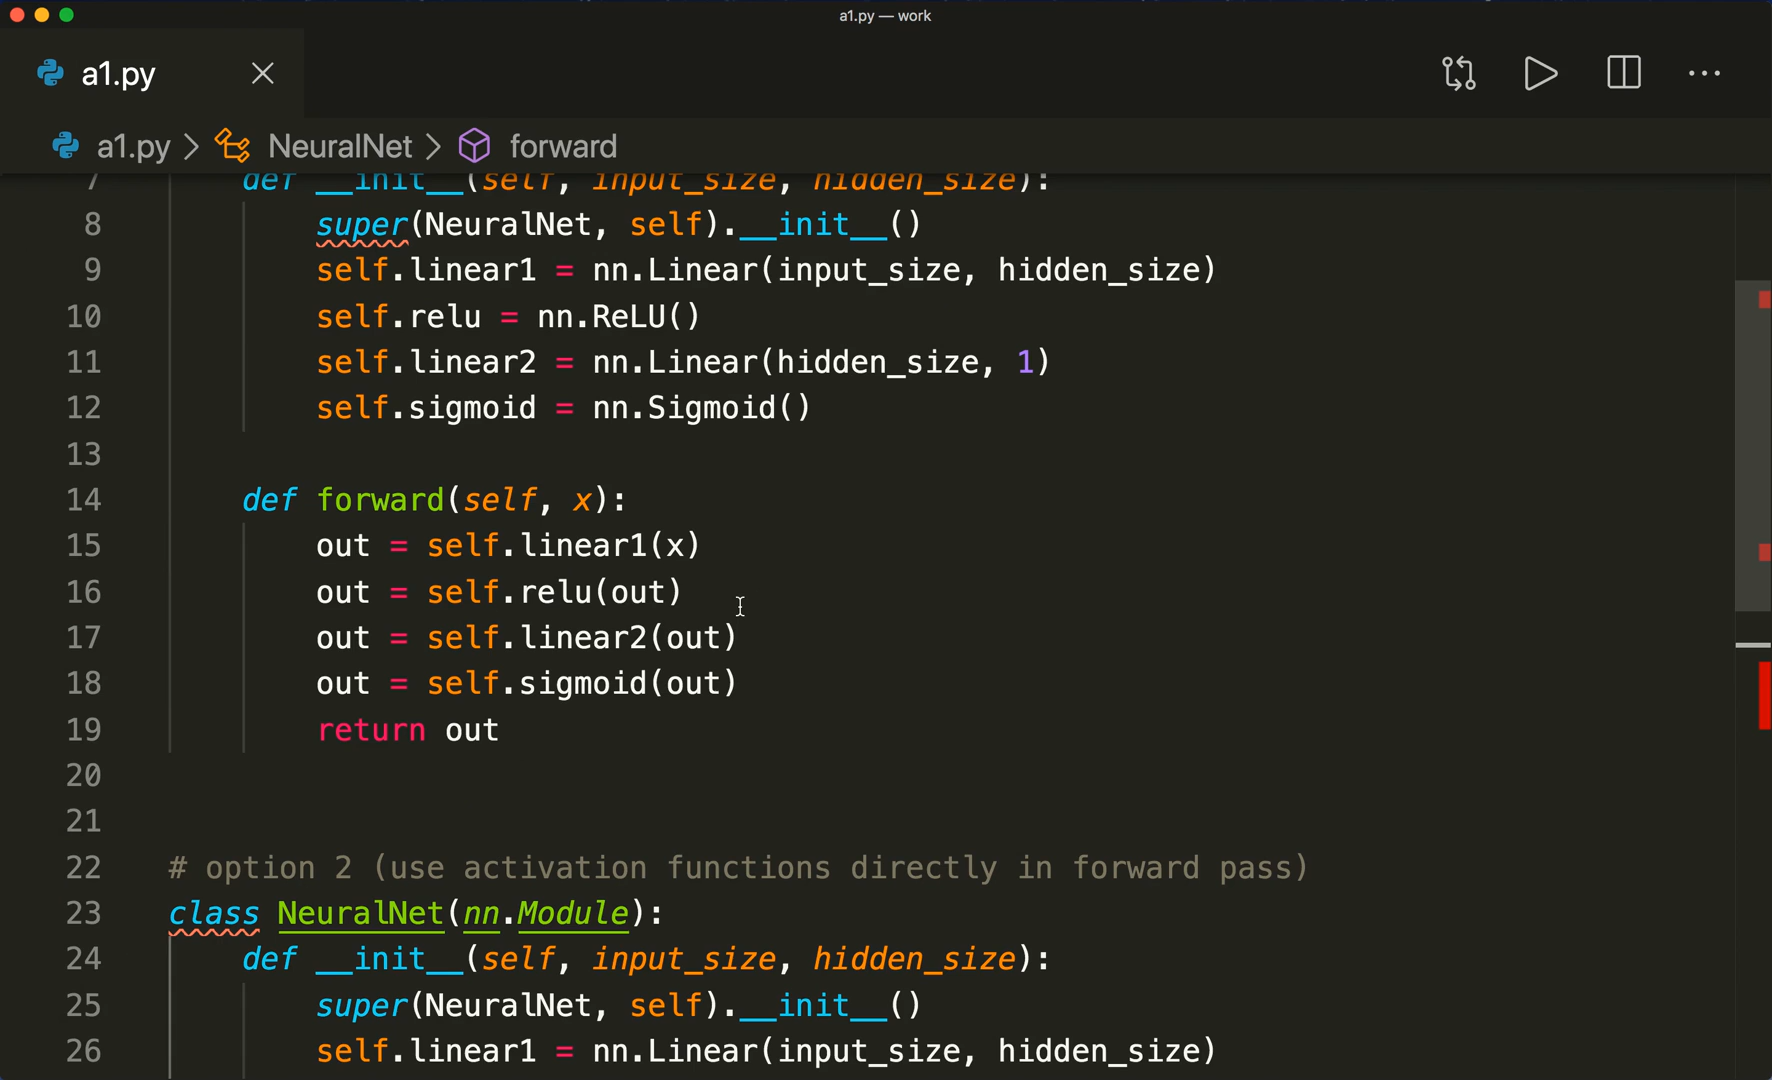 a1.py — work
a1.py
a1.py > NeuralNet > forward
7 def __init__(self, input_size, hidden_size):
8 super(NeuralNet, self).__init__()
9 self.linear1 = nn.Linear(input_size, hidden_size)
10 self.relu = nn.ReLU()
11 self.linear2 = nn.Linear(hidden_size, 1)
12 self.sigmoid = nn.Sigmoid()
13
14 def forward(self, x):
15 out = self.linear1(x)
16 out = self.relu(out)
17 out = self.linear2(out)
18 out = self.sigmoid(out)
19 return out
20
21
22 # option 2 (use activation functions directly in forward pass)
23 class NeuralNet(nn.Module):
24 def __init__(self, input_size, hidden_size):
25 super(NeuralNet, self).__init__()
26 self.linear1 = nn.Linear(input_size, hidden_size)